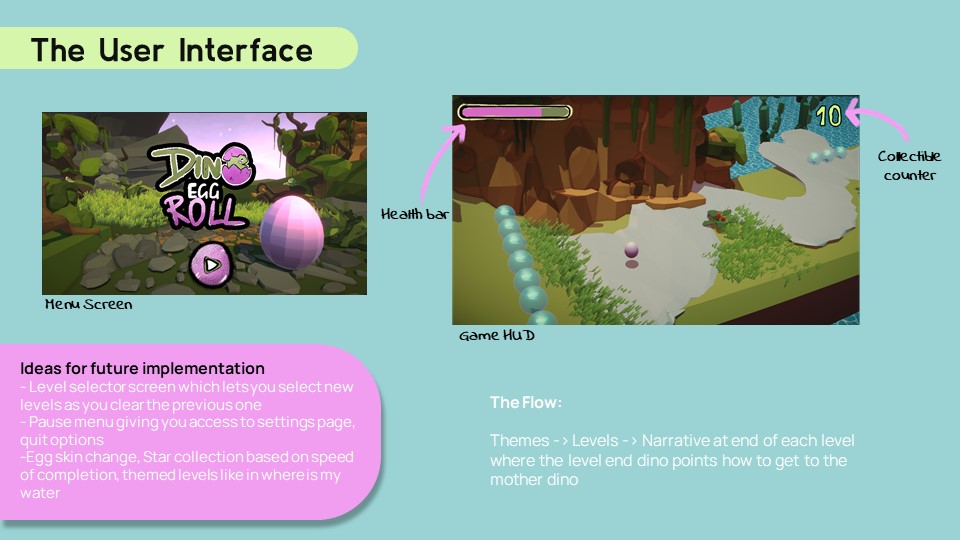 The User Interface
DINO
EGG
ROLL
Menu Screen
Health bar
10
Collectible
counter
Game HUD
Ideas for future implementation
- Level selector screen which lets you select new
levels as you clear the previous one
- Pause menu giving you access to settings page,
quit options
-Egg skin change, Star collection based on speed
of completion, themed levels like in where is my
water
The Flow:
Themes -> Levels -> Narrative at end of each level
where the level end dino points how to get to the
mother dino